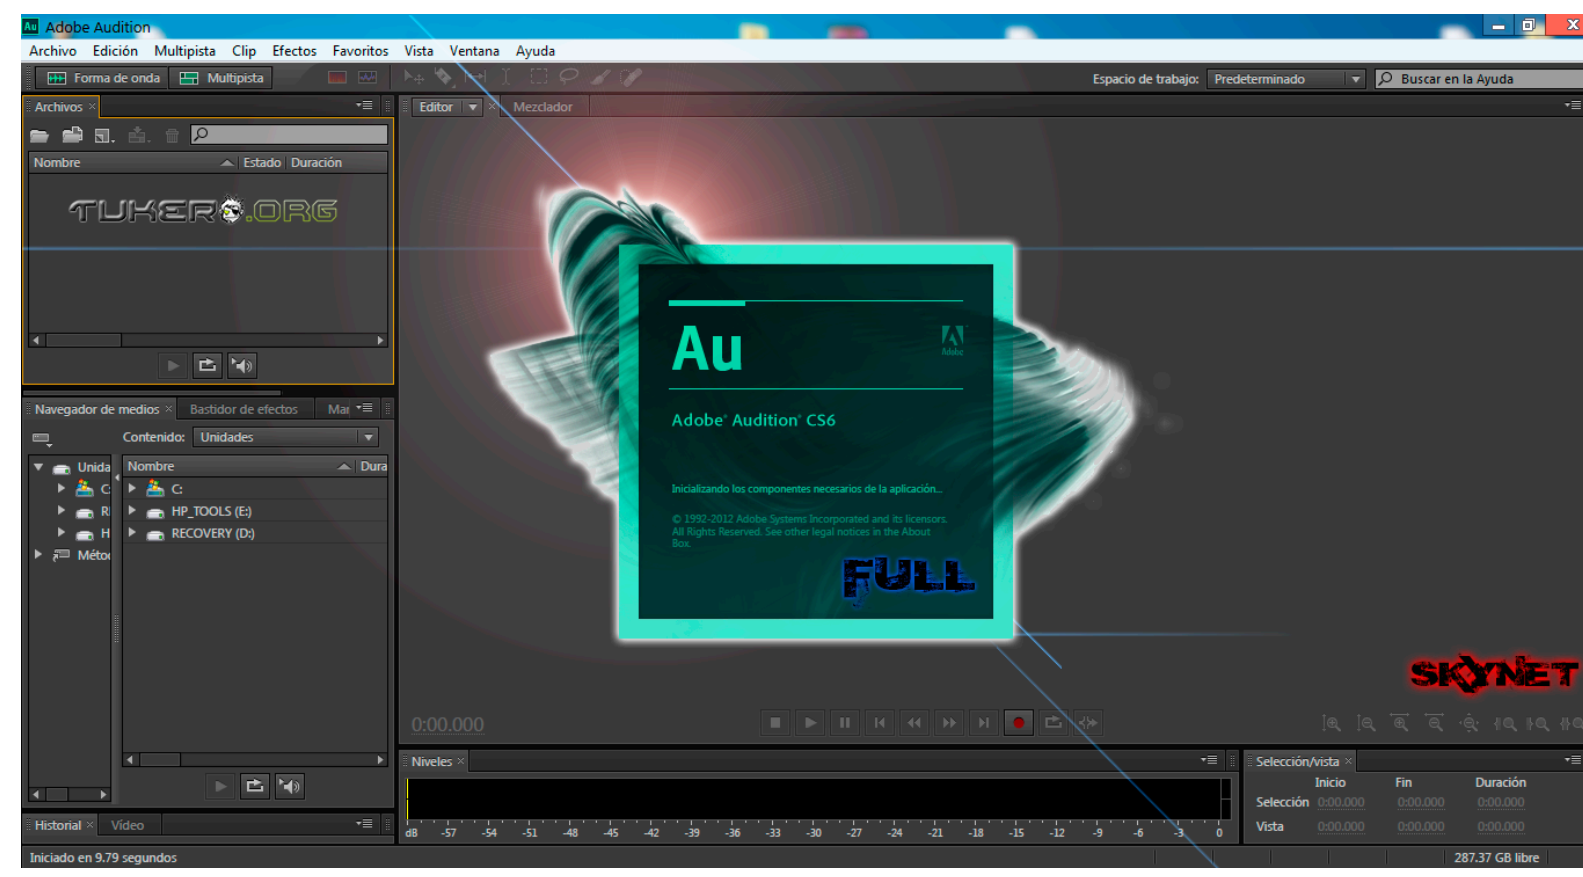 Au Adobe Audition
Archivo Edición Multipista Clip Efectos Favoritos Vista Ventana Ayuda
Forma de onda Multipista
Espacio de trabajo: Predeterminado Buscar en la Ayuda
Archivos
Editor Mezclador
Nombre Estado Duración
TUKERO.ORG
Au
Adobe
Adobe® Audition® CS6
Inicializando los componentes necesarios de la aplicación...
© 1992-2012 Adobe Systems Incorporated and its licensors.
All Rights Reserved. See other legal notices in the About
Box.
FULL
SKYNET
Navegador de medios Bastidor de efectos Mar
Contenido: Unidades
Unida Nombre Dura
C: C:
HP_TOOLS (E:)
H RECOVERY (D:)
Métoc
0:00.000
Niveles
dB -57 -54 -51 -48 -45 -42 -39 -36 -33 -30 -27 -24 -21 -18 -15 -12 -9 -6 -3 0
Selección/vista
Inicio Fin Duración
Selección 0:00.000 0:00.000 0:00.000
Vista 0:00.000 0:00.000 0:00.000
Historial Vídeo
Iniciado en 9.79 segundos
287.37 GB libre